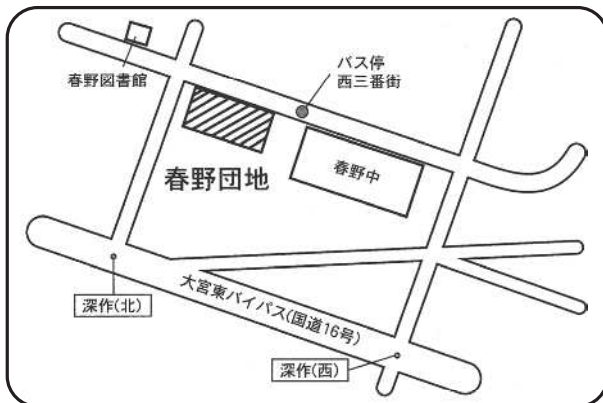 バス停
西三番街
春野図書館
春野団地
春野中
大宮東バイパス(国道16号)
深作(北)
深作(西)